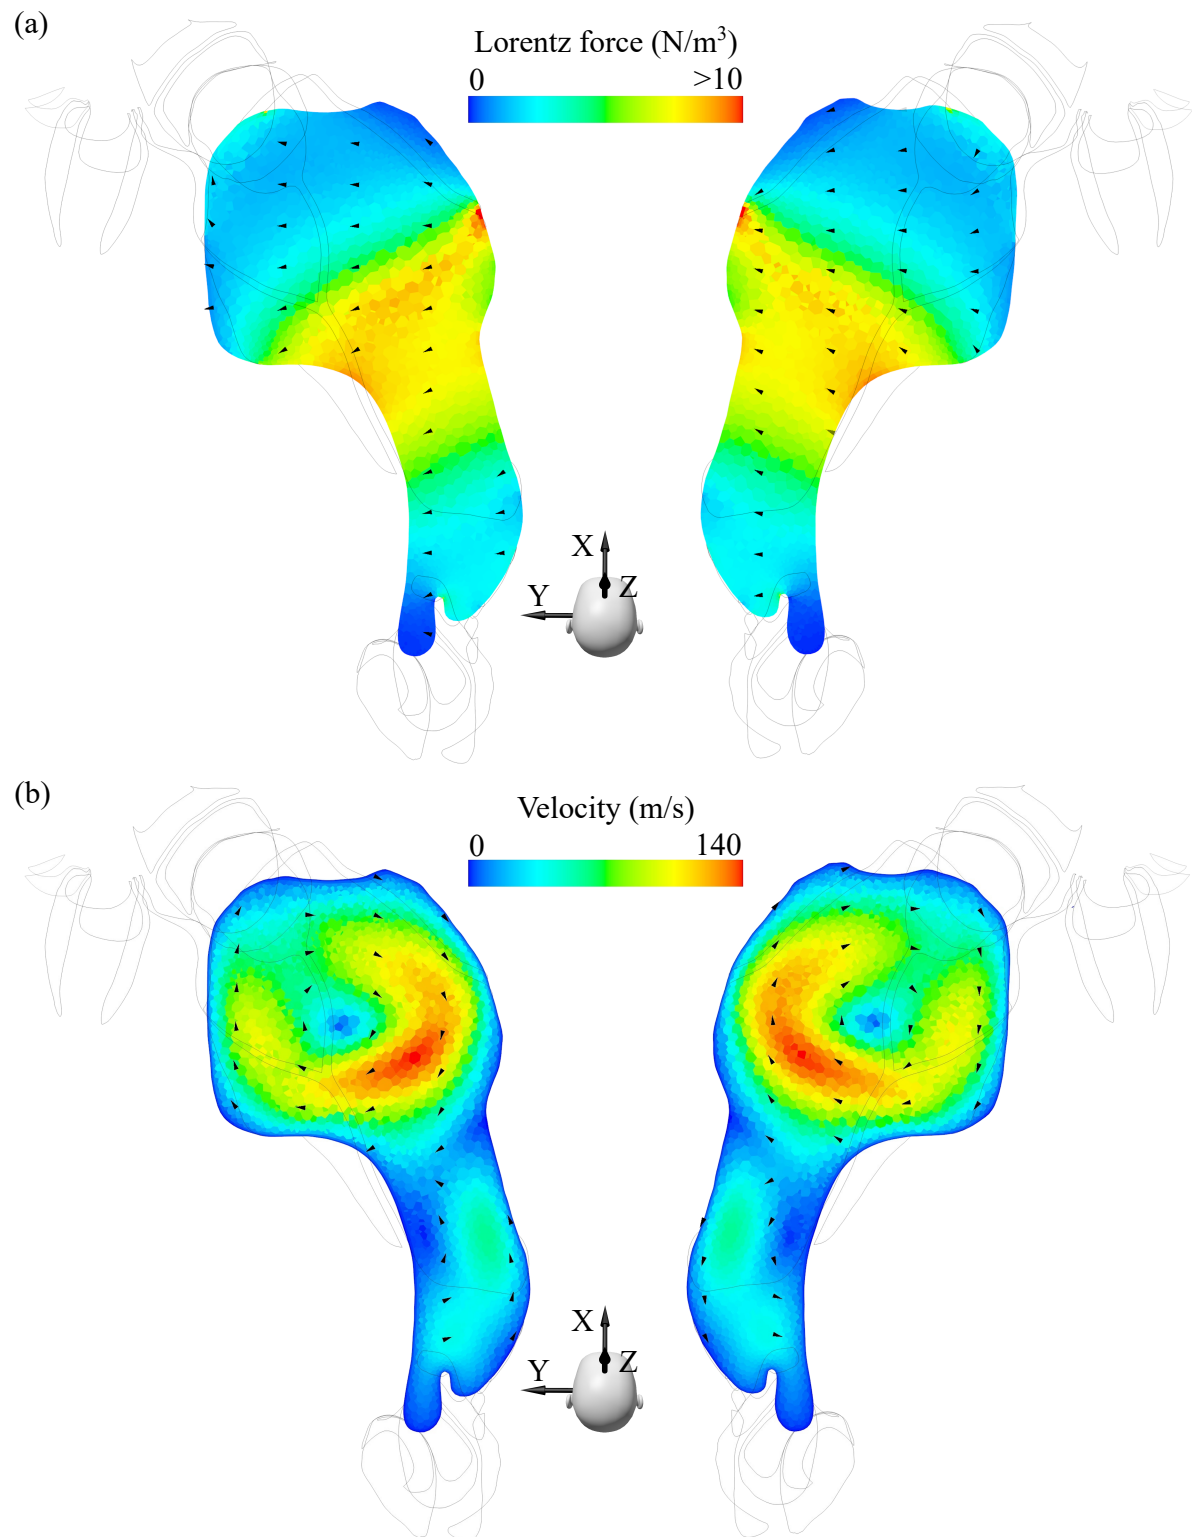 (a)
Lorentz force (N/m³)
0 >10
X
Y Z
(b)
Velocity (m/s)
0 140
X
Y Z